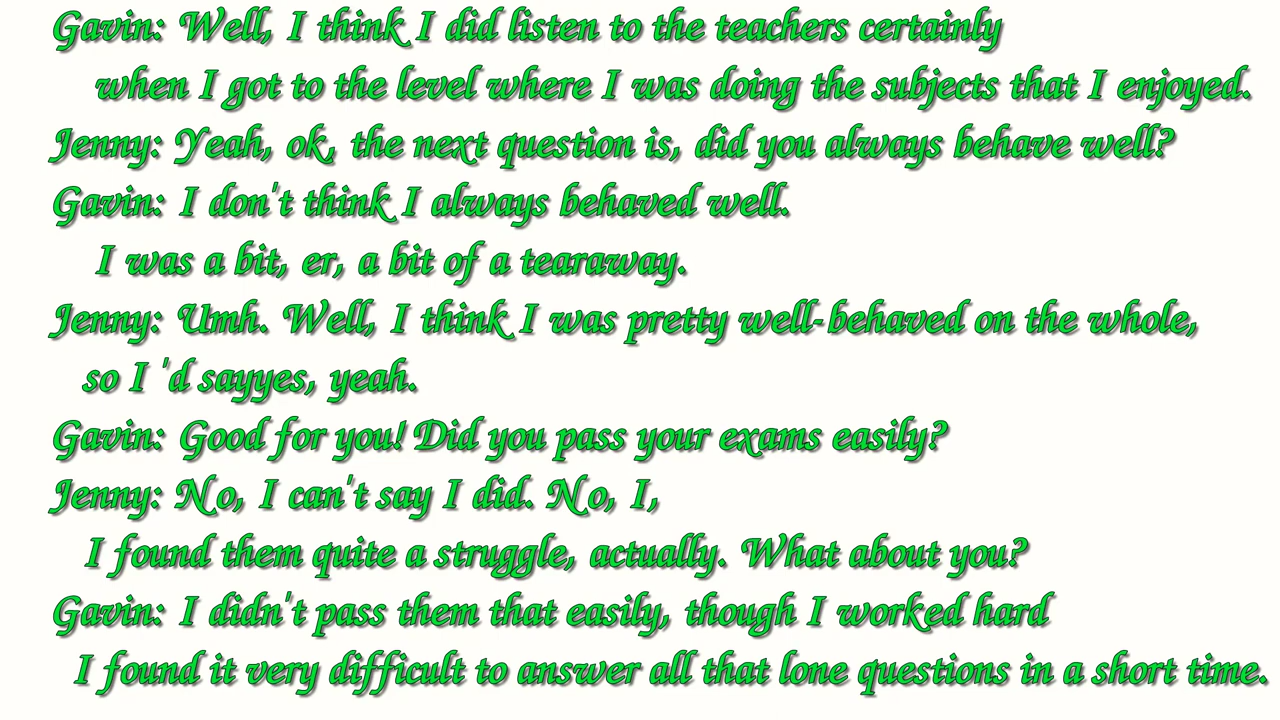 Gavin: Well, I think I did listen to the teachers certainly
when I got to the level where I was doing the subjects that I enjoyed.
Jenny: Yeah, ok, the next question is, did you always behave well?
Gavin: I don't think I always behaved well.
I was a bit, er, a bit of a tearaway.
Jenny: Umh. Well, I think I was pretty well-behaved on the whole,
so I 'd sayyes, yeah.
Gavin: Good for you! Did you pass your exams easily?
Jenny: No, I can't say I did. No, I,
I found them quite a struggle, actually. What about you?
Gavin: I didn't pass them that easily, though I worked hard
I found it very difficult to answer all that lone questions in a short time.